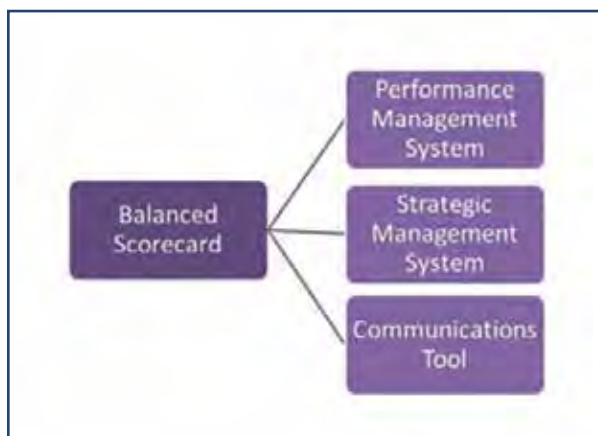 Performance
Management
System
Balanced
Scorecard
Strategic
Management
System
Communications
Tool